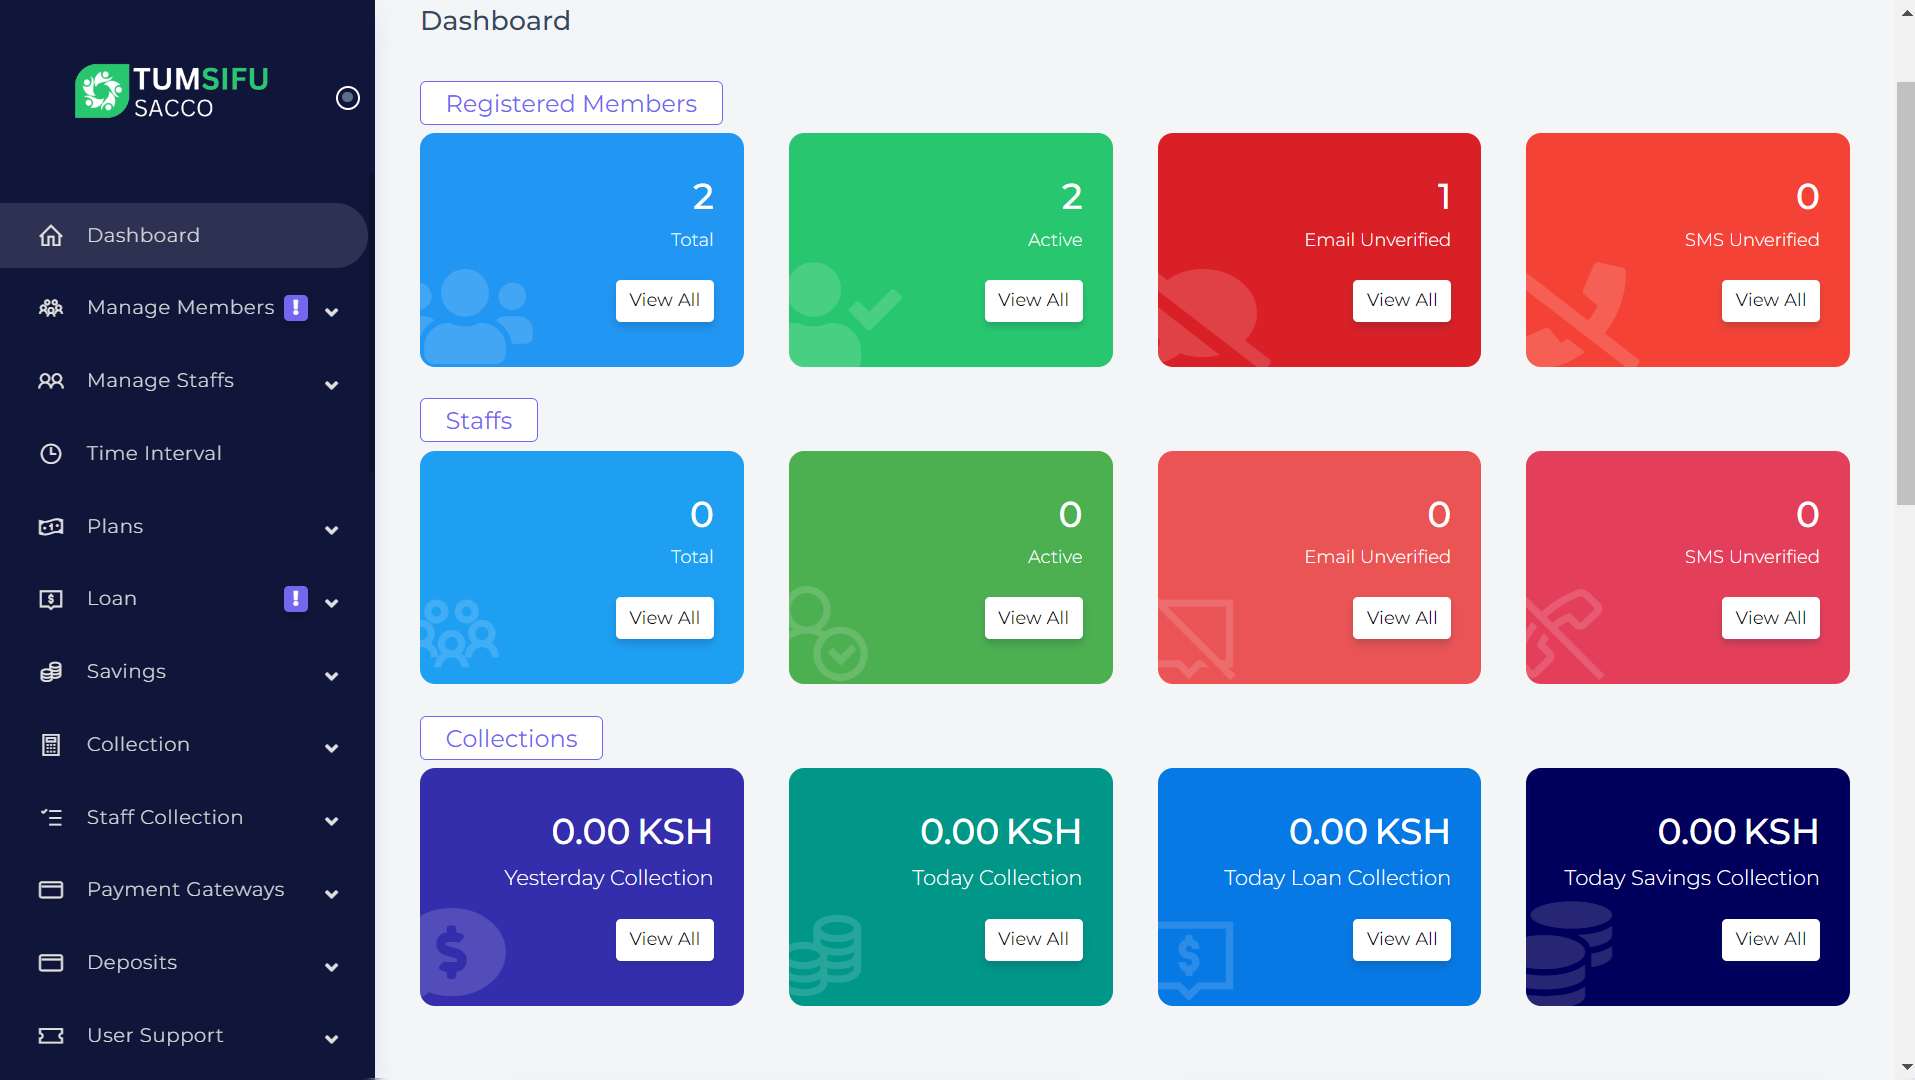 TUMSIFU
SACCO
Dashboard
Manage Members !
Manage Staffs
Time Interval
Plans
Loan !
Savings
Collection
Staff Collection
Payment Gateways
Deposits
User Support
Dashboard
Registered Members
2
Total
View All
2
Active
View All
1
Email Unverified
View All
0
SMS Unverified
View All
Staffs
0
Total
View All
0
Active
View All
0
Email Unverified
View All
0
SMS Unverified
View All
Collections
0.00 KSH
Yesterday Collection
View All
0.00 KSH
Today Collection
View All
0.00 KSH
Today Loan Collection
View All
0.00 KSH
Today Savings Collection
View All